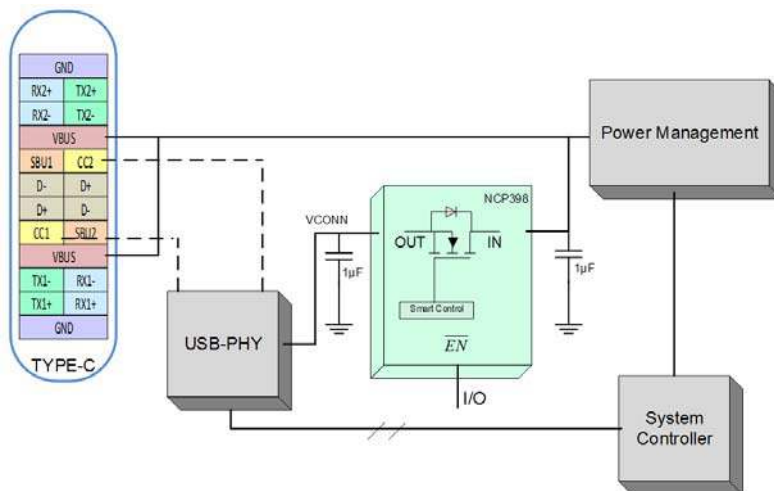 GND
RX2+ TX2+
RX2- TX2-
VBUS
SBU1 CC2
D- D+
D+ D-
CC1 SBU2
VBUS
TX1- RX1-
TX1+ RX1+
GND
TYPE-C
Power Management
NCP398
VCONN
OUT IN
1µF
1µF
Smart Control
EN
USB-PHY
I/O
System
Controller